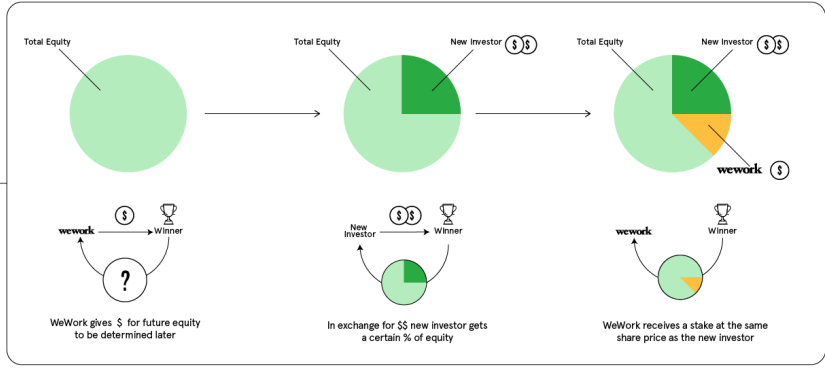 Total Equity
Total Equity
New Investor $ $
Total Equity
New Investor $ $
wework $
wework
$
Winner
?
WeWork gives $ for future equity
to be determined later
New
Investor
$ $
Winner
In exchange for $$ new investor gets
a certain % of equity
wework
Winner
WeWork receives a stake at the same
share price as the new investor